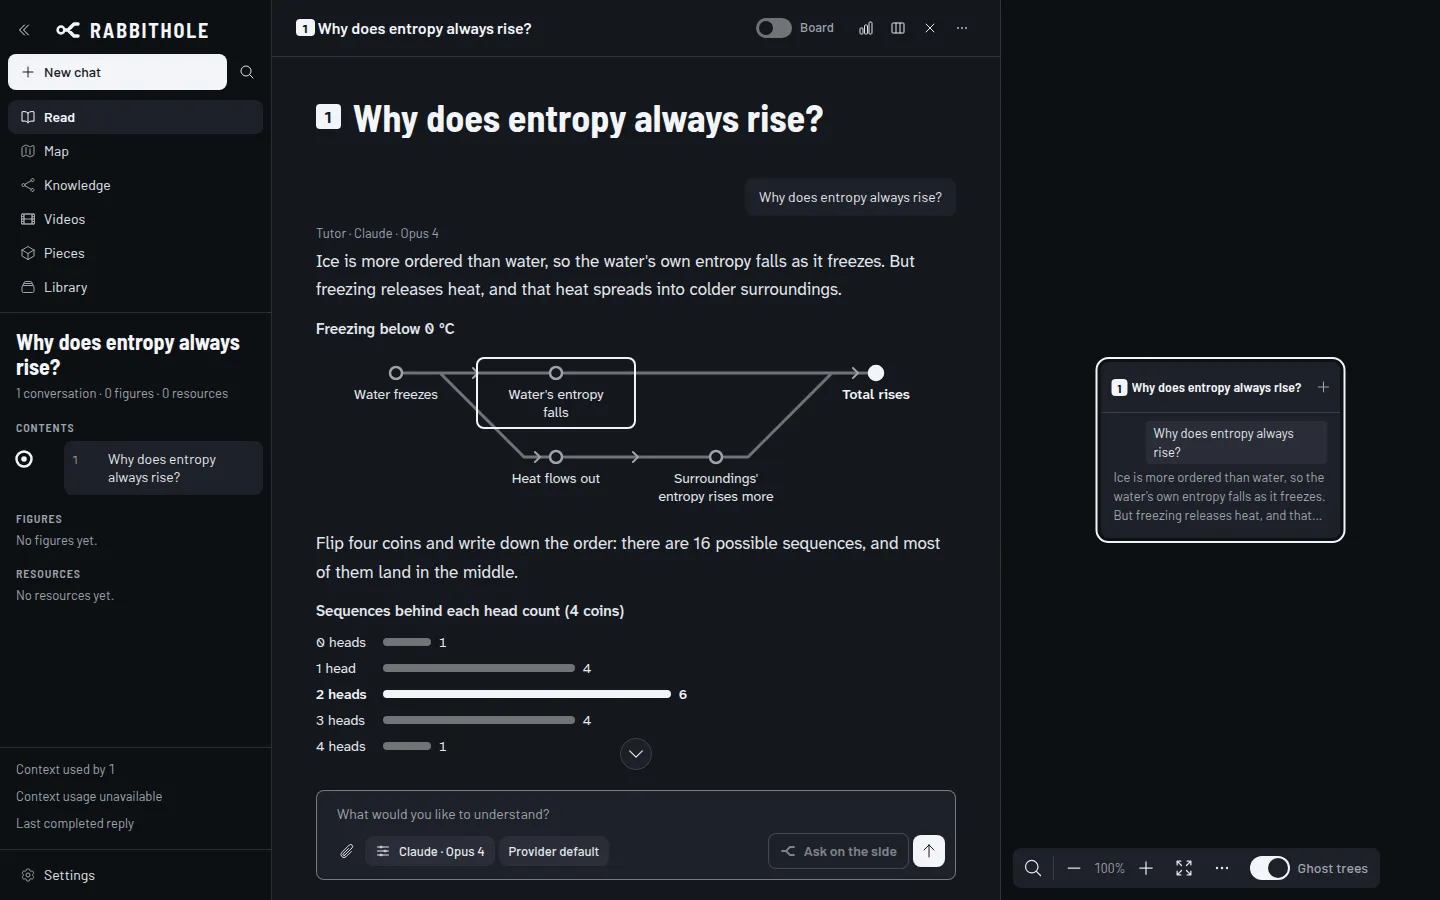 RABBITHOLE
New chat
Read
Map
Knowledge
Videos
Pieces
Library
Why does entropy always
rise?
1 conversation · 0 figures · 0 resources
CONTENTS
1
Why does entropy
always rise?
FIGURES
No figures yet.
RESOURCES
No resources yet.
Context used by 1
Context usage unavailable
Last completed reply
Settings
1 Why does entropy always rise?
Board
1 Why does entropy always rise?
Why does entropy always rise?
Tutor · Claude · Opus 4
Ice is more ordered than water, so the water's own entropy falls as it freezes. But
freezing releases heat, and that heat spreads into colder surroundings.
Freezing below 0 °C
Water freezes
Water's entropy
falls
Total rises
Heat flows out
Surroundings'
entropy rises more
Flip four coins and write down the order: there are 16 possible sequences, and most
of them land in the middle.
Sequences behind each head count (4 coins)
0 heads 1
1 head 4
2 heads 6
3 heads 4
4 heads 1
What would you like to understand?
Claude · Opus 4
Provider default
Ask on the side
1 Why does entropy always rise?
Why does entropy always
rise?
Ice is more ordered than water, so the
water's own entropy falls as it freezes.
But freezing releases heat, and that...
100%
Ghost trees